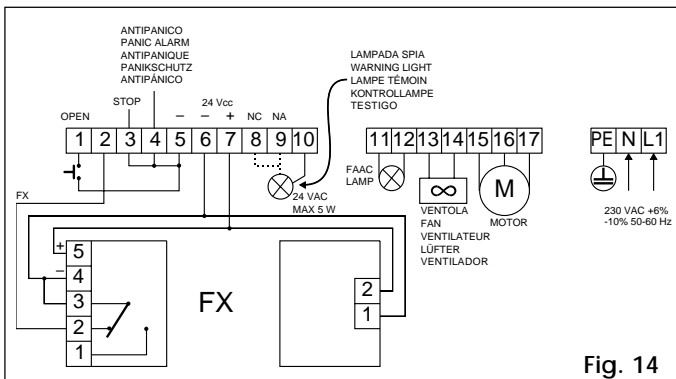 ANTIPANICO
PANIC ALARM
ANTIPANIQUE
PANIKSCHUTZ
ANTIPÁNICO
LAMPADA SPIA
WARNING LIGHT
LAMPE TÉMOIN
KONTROLLAMPE
TESTIGO
OPEN
STOP
– 24 Vcc
– +
NC NA
1 2 3 4 5 6 7 8 9 10
11 12 13 14 15 16 17
PE N L1
FAAC
LAMP
24 VAC
MAX 5 W
M
MOTOR
VENTOLA
FAN
VENTILATEUR
LÜFTER
VENTILADOR
230 VAC +6%
-10% 50-60 Hz
FX
+ 5
– 4
3
2
1
FX
2
1
Fig. 14